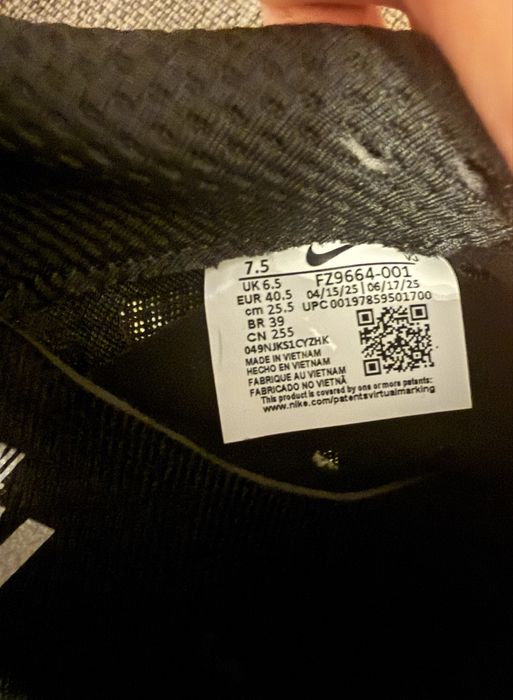 7.5
VJ
UK 6.5
FZ9664-001
EUR 40.5
04/15/25 | 06/17/25
cm 25.5
UPC 00197859501700
BR 39
CN 255
049NJKS1CYZHK
MADE IN VIETNAM
HECHO EN VIETNAM
FABRIQUE AU VIETNAM
FABRICADO NO VIETNÃ
This product is covered by one or more patents:
www.nike.com/patentsvirtualmarking